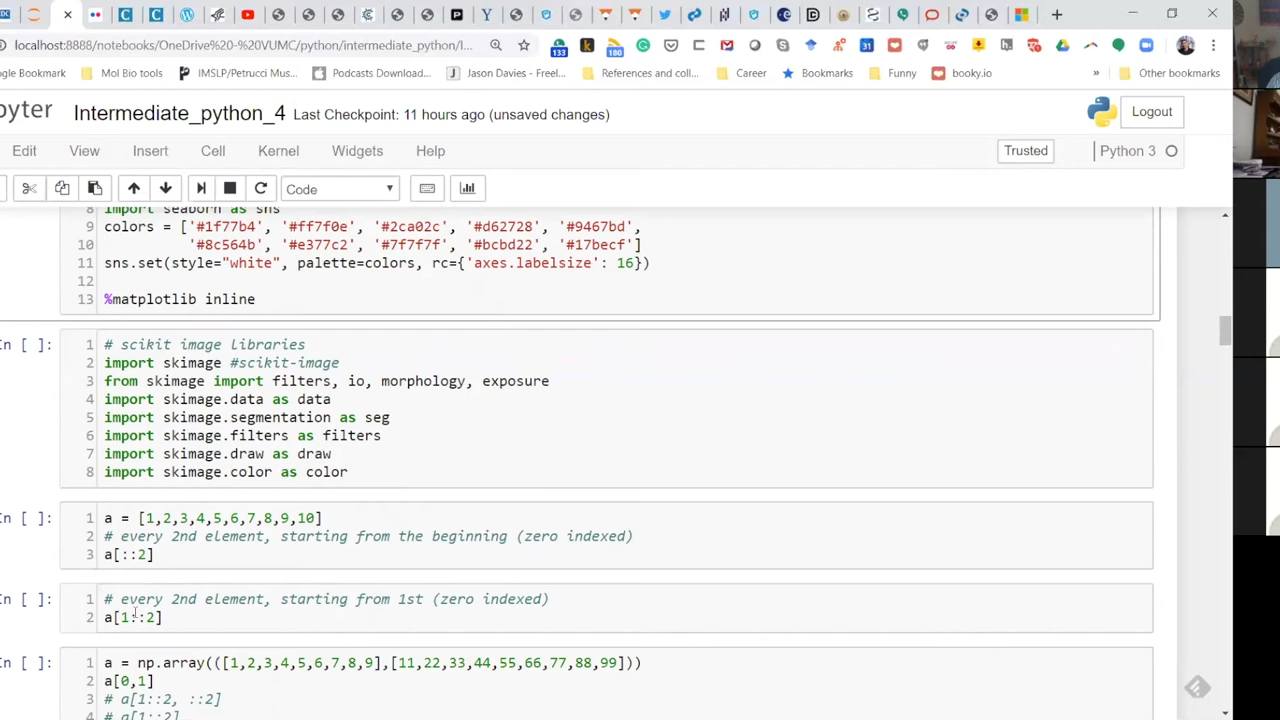 localhost:8888/notebooks/OneDrive%20-%20VUMC/python/intermediate_python/I...
133
180
31
Bookmark
Mol Bio tools
IMSLP/Petrucci Mus...
Podcasts Download...
Jason Davies - Freel...
References and coll...
Career
Bookmarks
Funny
booky.io
»
Other bookmarks
yter
Intermediate_python_4
Last Checkpoint: 11 hours ago (unsaved changes)
Logout
Edit
View
Insert
Cell
Kernel
Widgets
Help
Trusted
Python 3
Code
8 import seaborn as sns
9 colors = ['#1f77b4', '#ff7f0e', '#2ca02c', '#d62728', '#9467bd',
10 '#8c564b', '#e377c2', '#7f7f7f', '#bcbd22', '#17becf']
11 sns.set(style="white", palette=colors, rc={'axes.labelsize': 16})
12
13 %matplotlib inline
In [ ]:
1 # scikit image libraries
2 import skimage #scikit-image
3 from skimage import filters, io, morphology, exposure
4 import skimage.data as data
5 import skimage.segmentation as seg
6 import skimage.filters as filters
7 import skimage.draw as draw
8 import skimage.color as color
In [ ]:
1 a = [1,2,3,4,5,6,7,8,9,10]
2 # every 2nd element, starting from the beginning (zero indexed)
3 a[::2]
In [ ]:
1 # every 2nd element, starting from 1st (zero indexed)
2 a[1::2]
In [ ]:
1 a = np.array(([1,2,3,4,5,6,7,8,9],[11,22,33,44,55,66,77,88,99]))
2 a[0,1]
3 # a[1::2, ::2]
4 # a[1::2]